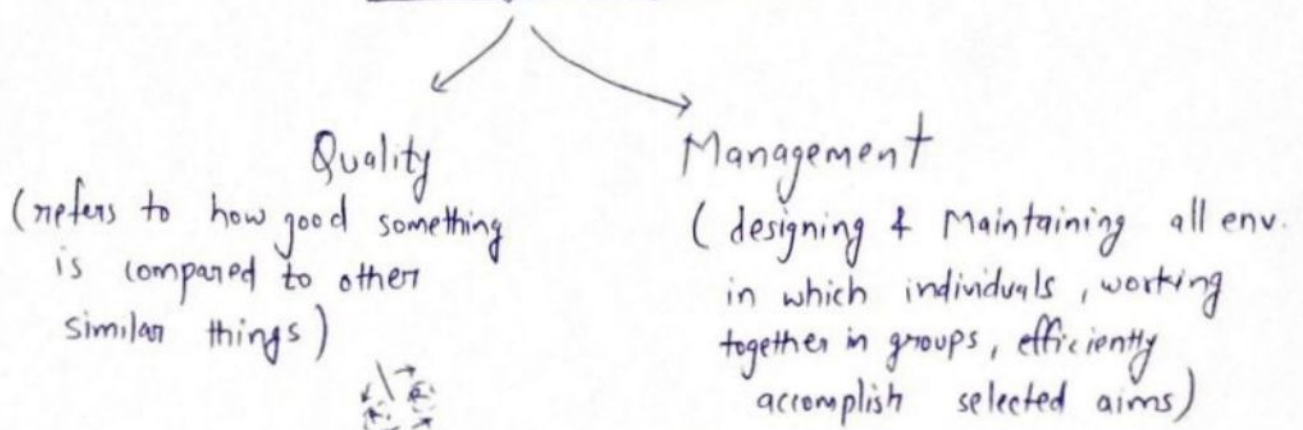 Quality
(refers to how good something
is compared to other
similar things)
Management
(designing & Maintaining all env.
in which individuals, working
together in groups, efficiently
accomplish selected aims)